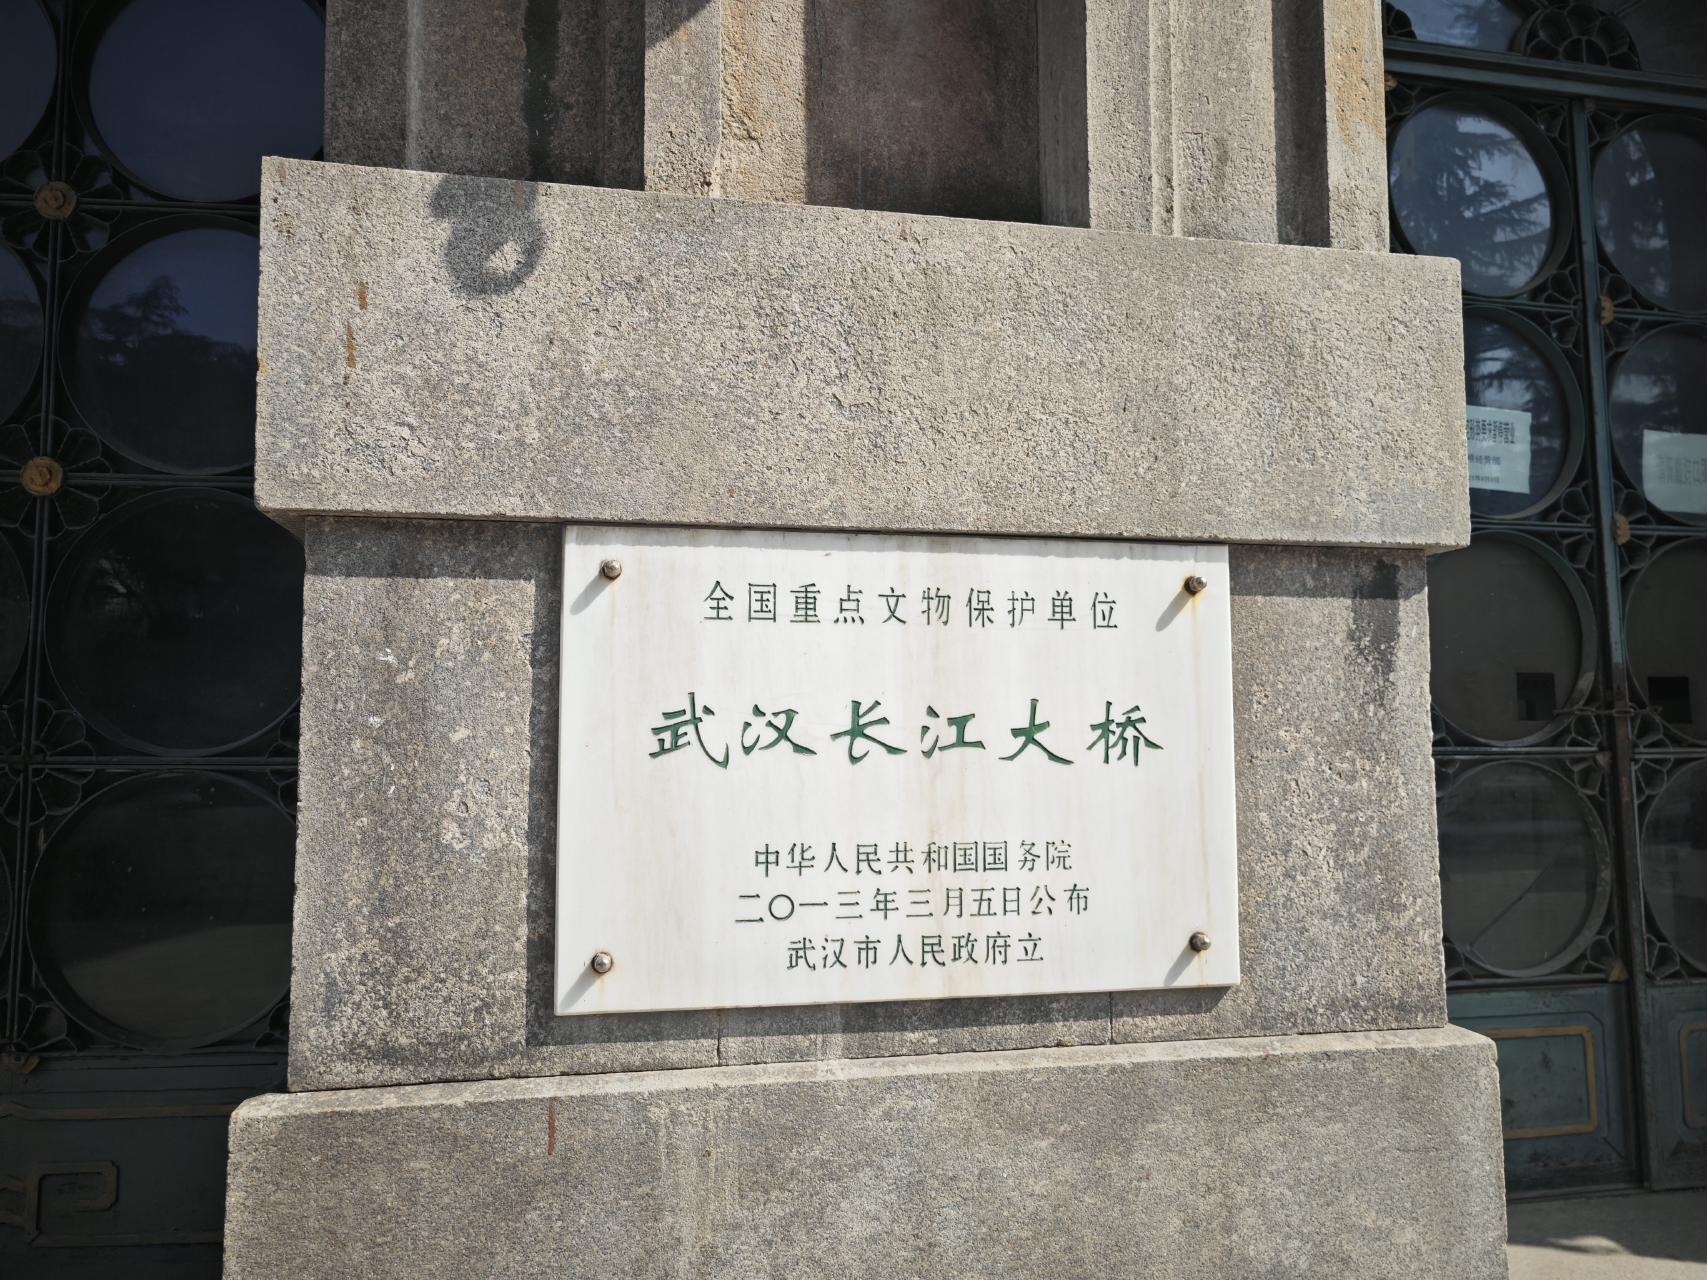 全国重点文物保护单位
武汉长江大桥
中华人民共和国国务院
二〇一三年三月五日公布
武汉市人民政府立